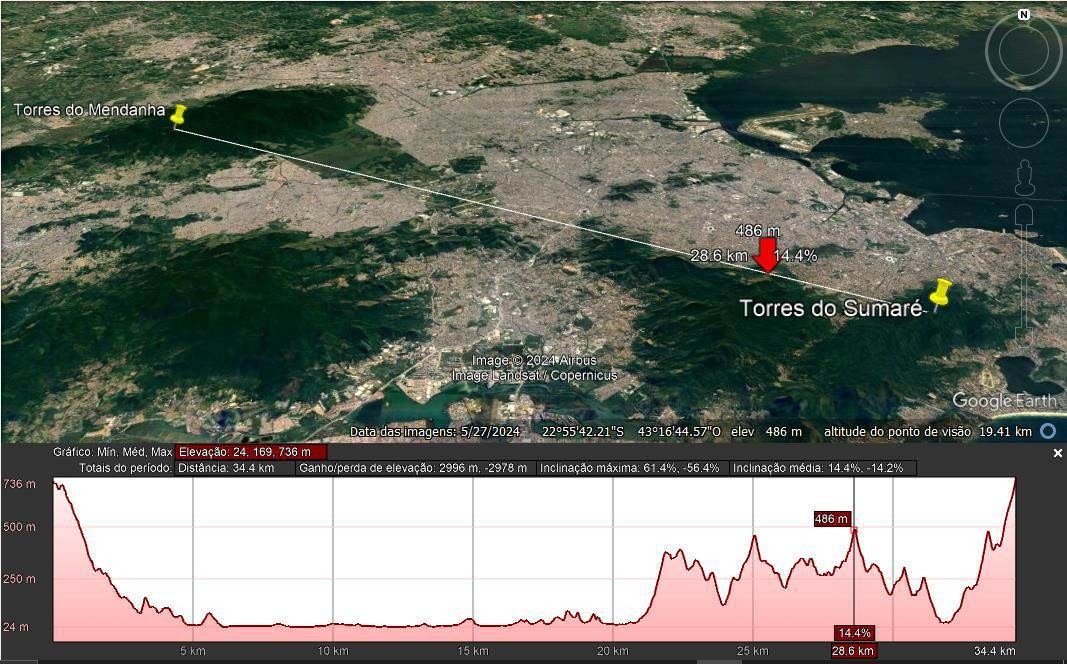 N
Torres do Mendanha
486 m
28.6 km 14.4%
Torres do Sumaré
Image © 2024 Airbus
Image Landsat / Copernicus
Google Earth
Data das imagens: 5/27/2024 22°55'42.21"S 43°16'44.57"O elev 486 m altitude do ponto de visão 19.41 km
Gráfico: Mín, Méd, Max Elevação: 24, 169, 736 m
Totais do período: Distância: 34.4 km Ganho/perda de elevação: 2996 m, -2978 m Inclinação máxima: 61.4%, -56.4% Inclinação média: 14.4%, -14.2%
736 m
486 m
500 m
250 m
24 m
14.4%
5 km 10 km 15 km 20 km 25 km 28.6 km 34.4 km